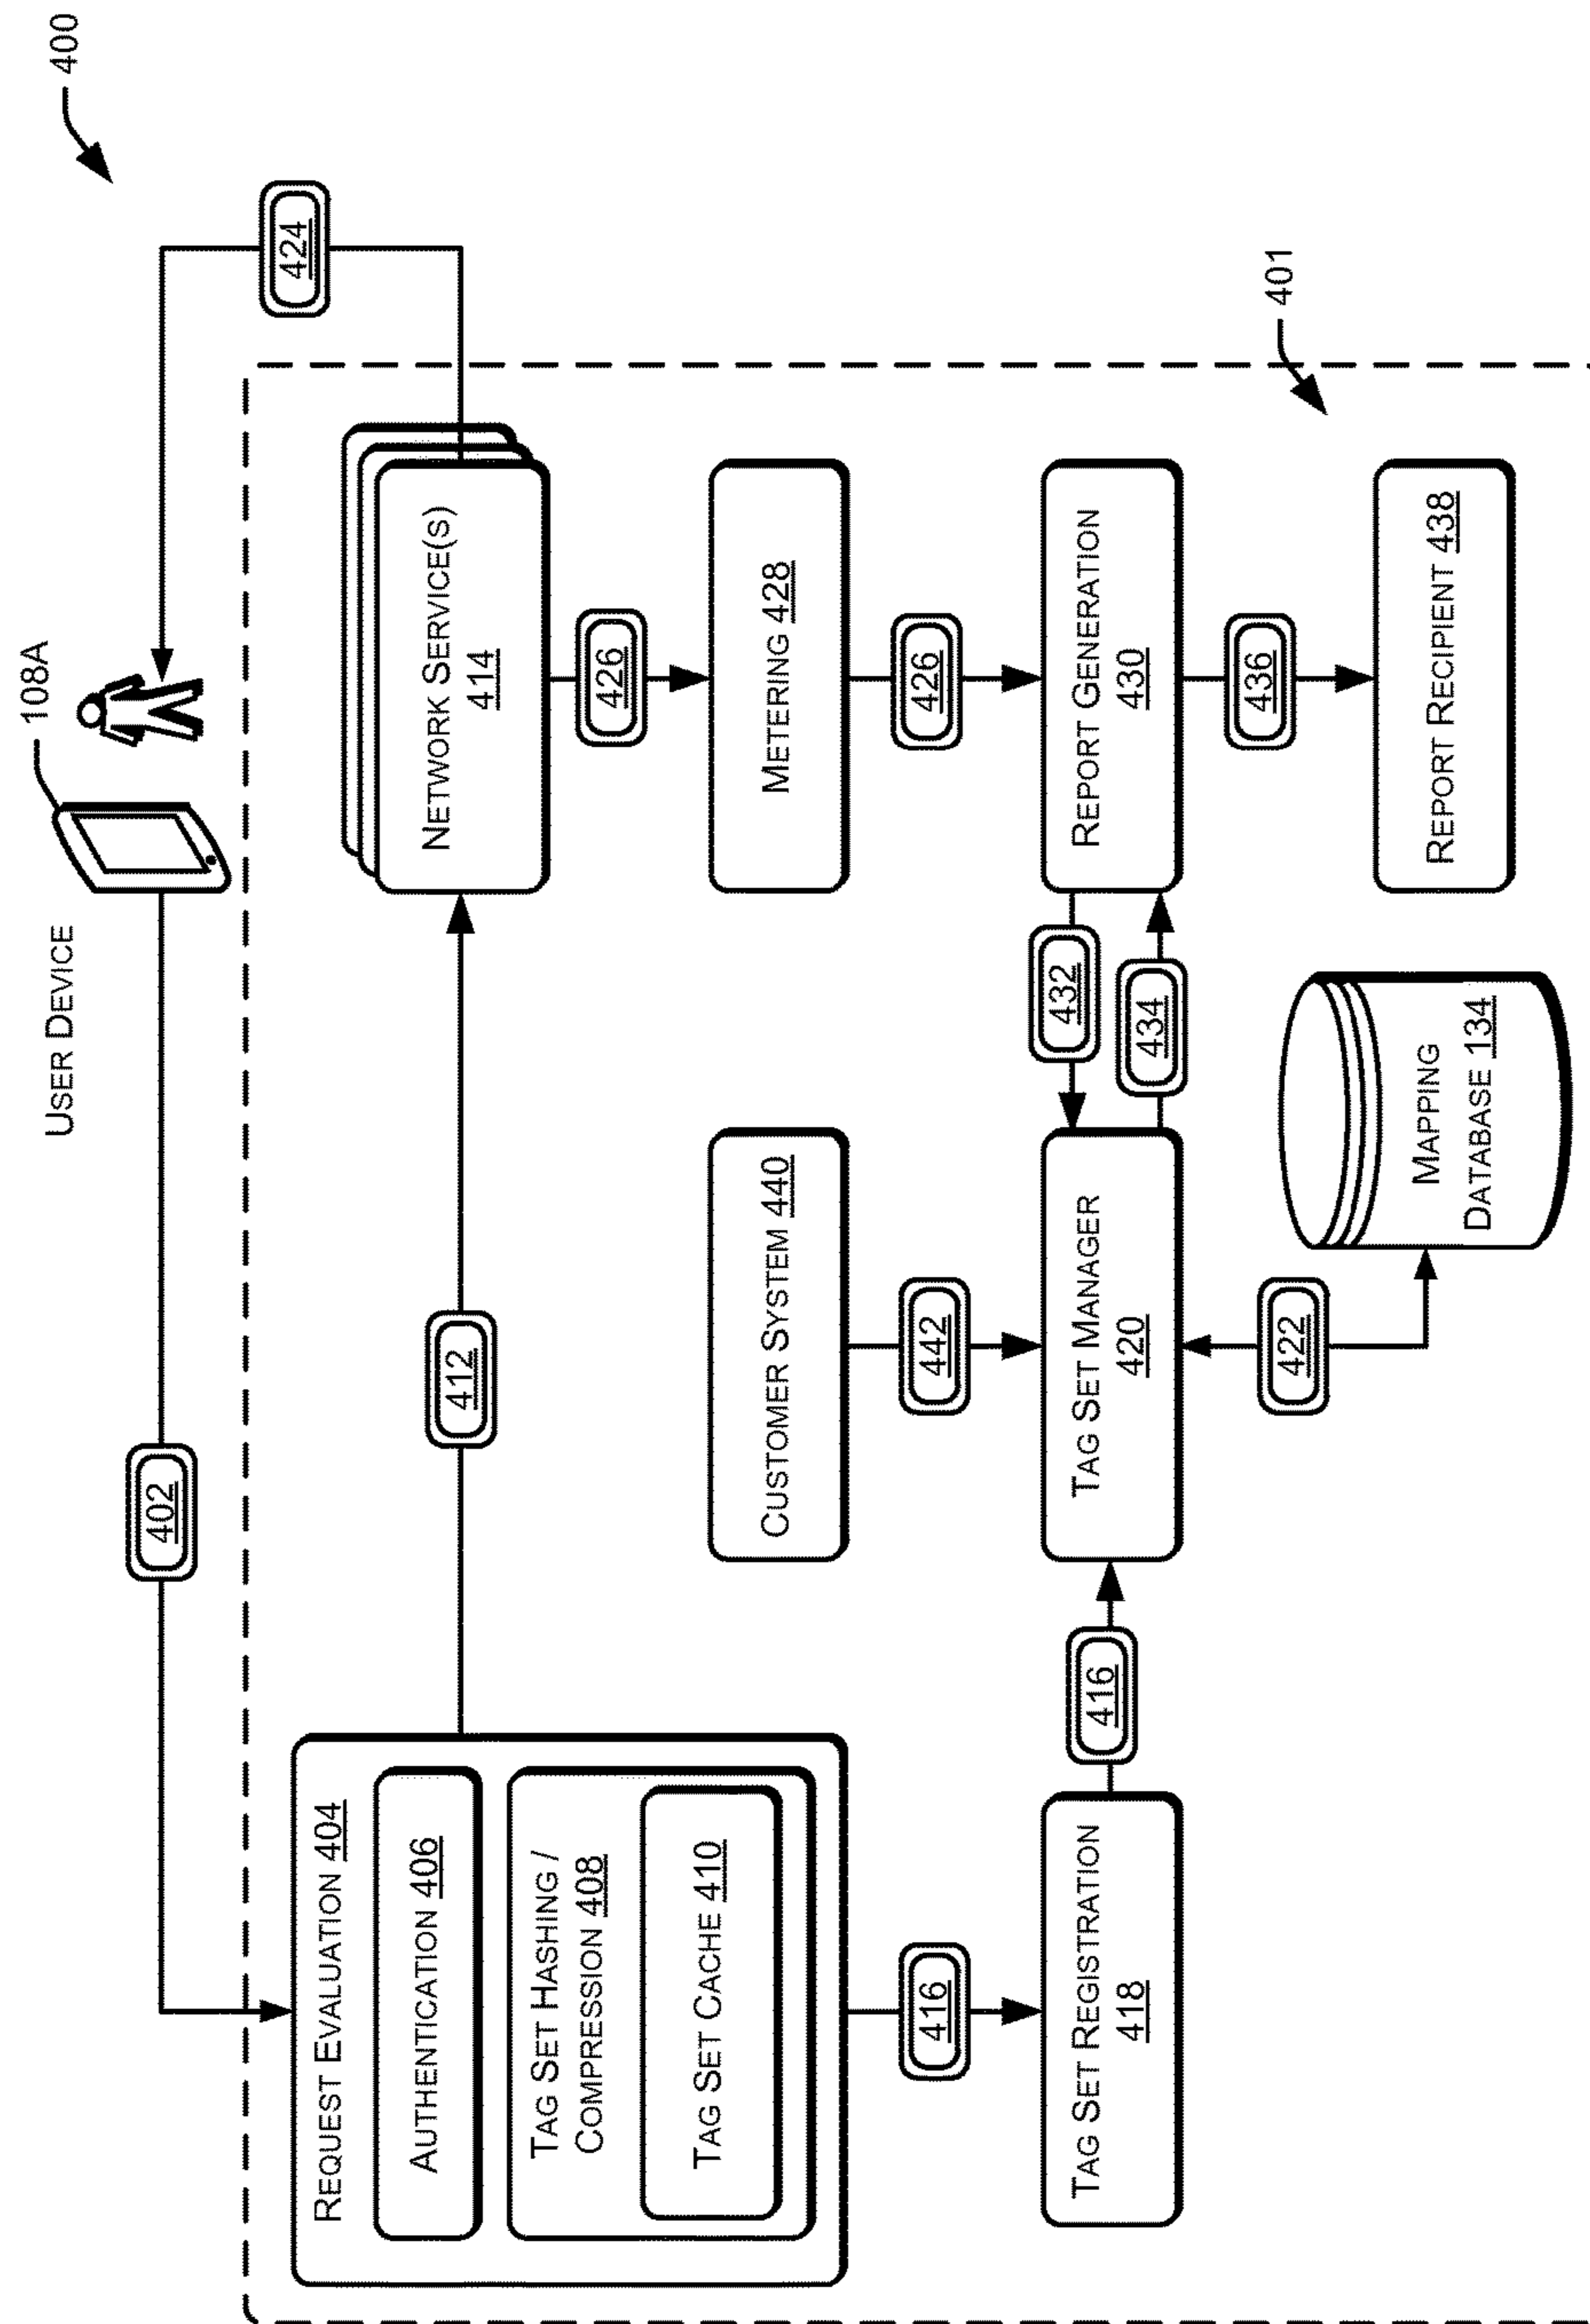 400
USER DEVICE
108A
402
424
REQUEST EVALUATION 404
AUTHENTICATION 406
TAG SET HASHING /
COMPRESSION 408
TAG SET CACHE 410
412
NETWORK SERVICE(S)
414
426
416
CUSTOMER SYSTEM 440
METERING 428
442
426
401
TAG SET REGISTRATION
418
416
TAG SET MANAGER
420
432
434
REPORT GENERATION
430
422
436
MAPPING
DATABASE 134
REPORT RECIPIENT 438